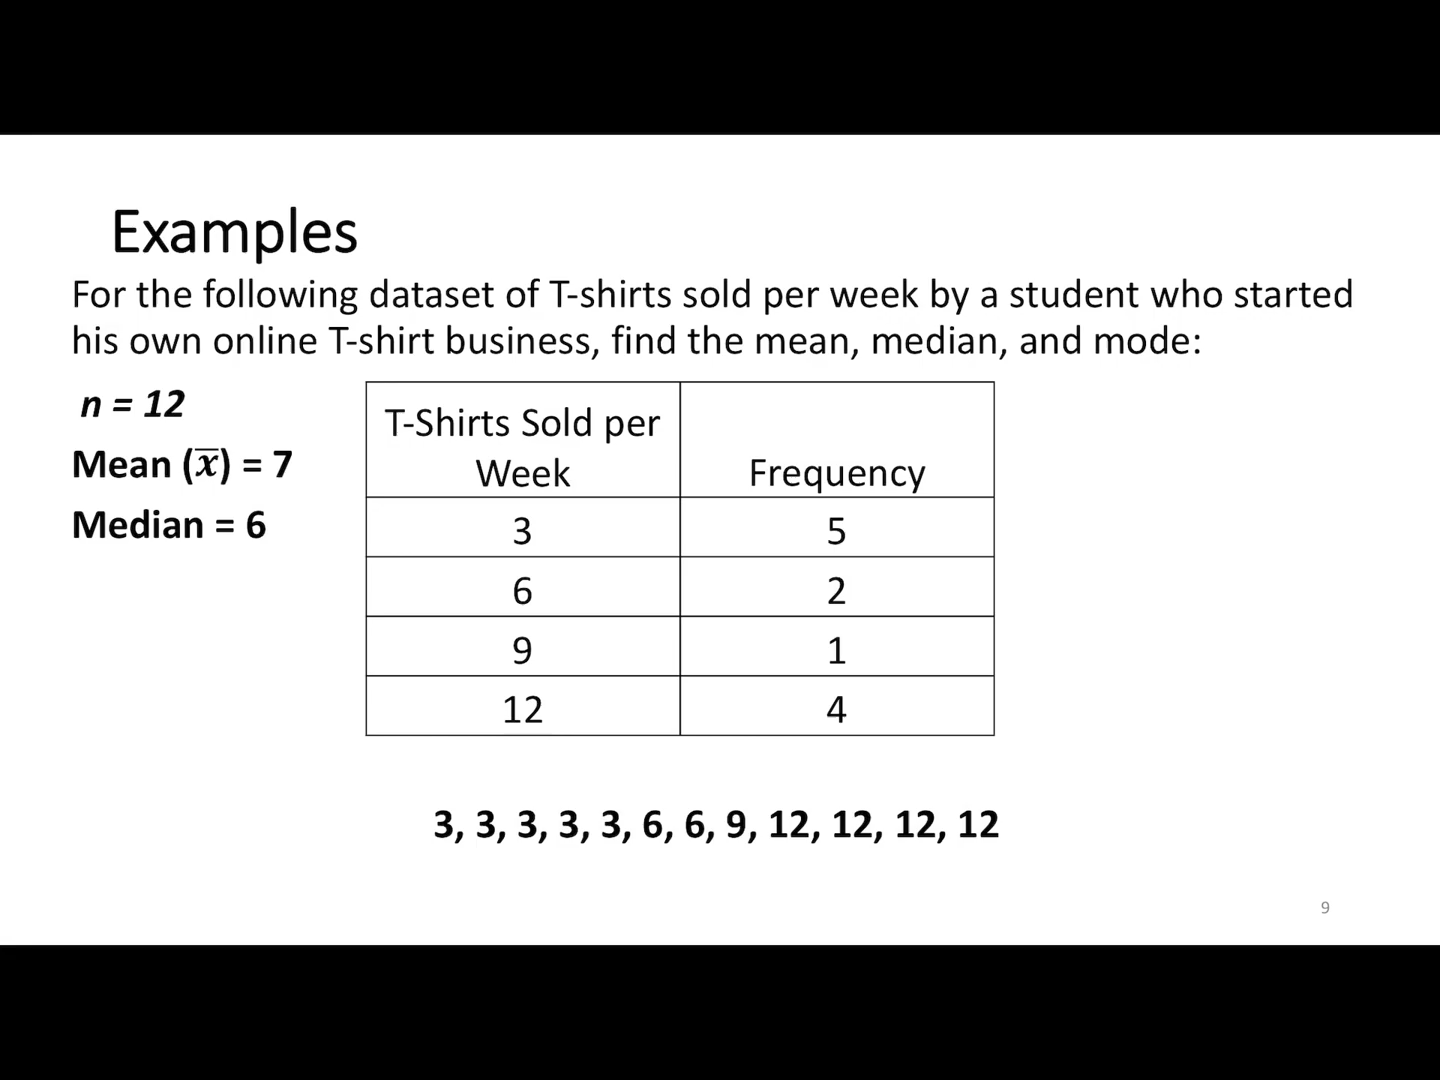 Examples
For the following dataset of T-shirts sold per week by a student who started
his own online T-shirt business, find the mean, median, and mode:
n = 12
Mean (x̅) = 7
Median = 6
T-Shirts Sold per
Week
Frequency
3 5
6 2
9 1
12 4
3, 3, 3, 3, 3, 6, 6, 9, 12, 12, 12, 12
9